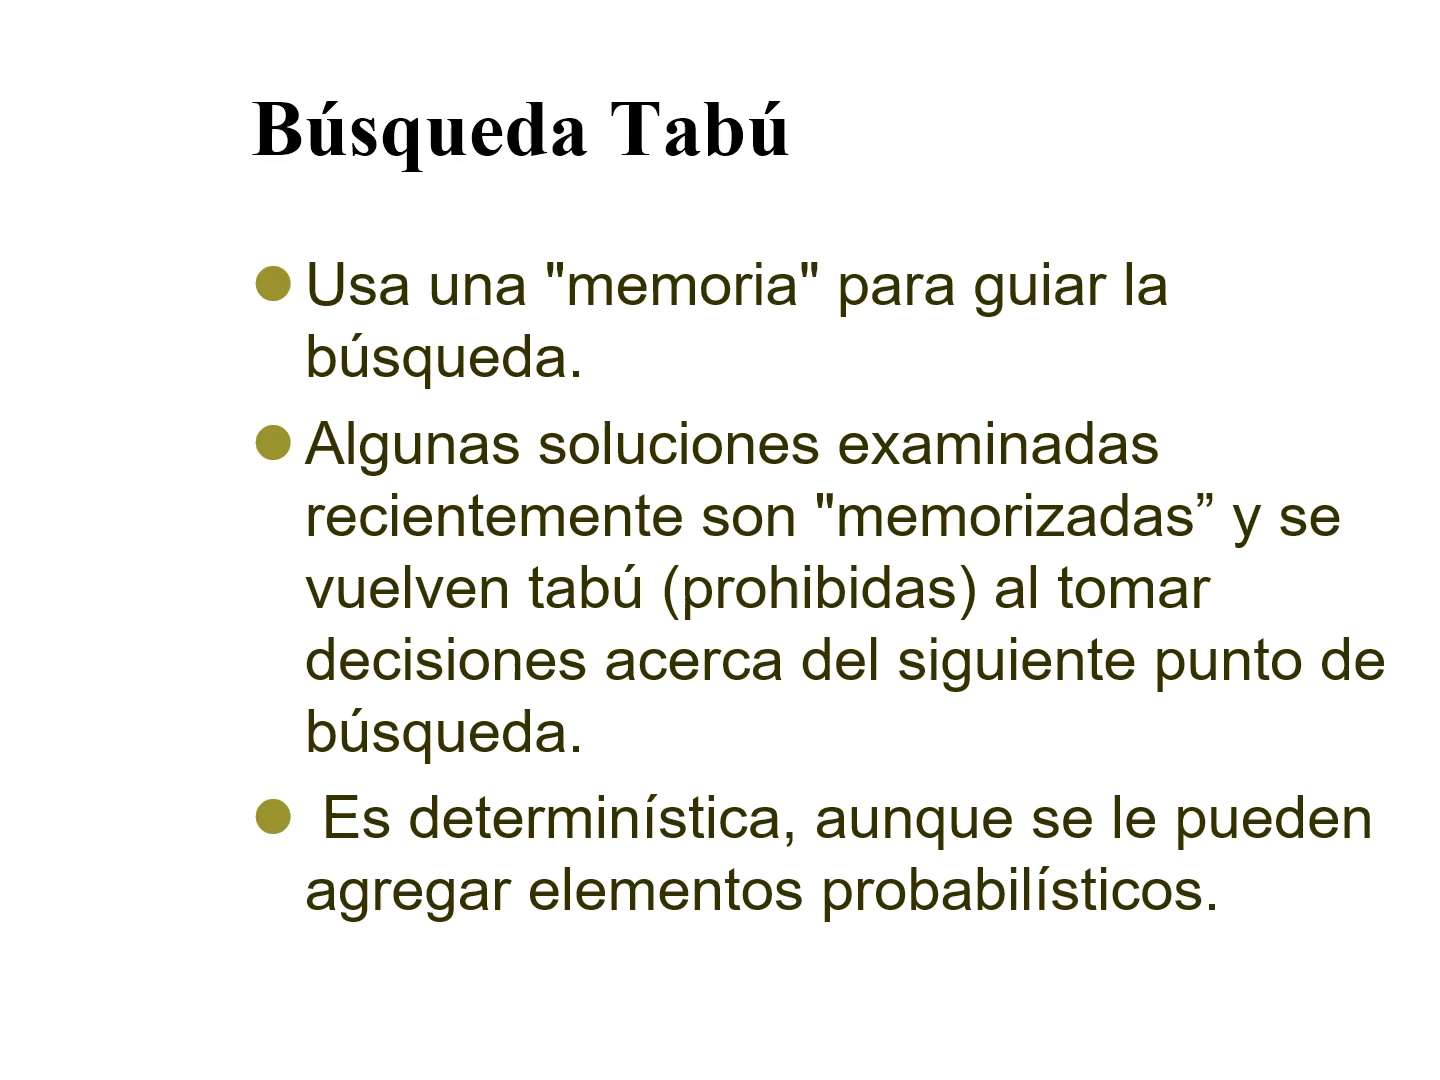 Búsqueda Tabú
Usa una "memoria" para guiar la
búsqueda.
Algunas soluciones examinadas
recientemente son "memorizadas” y se
vuelven tabú (prohibidas) al tomar
decisiones acerca del siguiente punto de
búsqueda.
Es determinística, aunque se le pueden
agregar elementos probabilísticos.